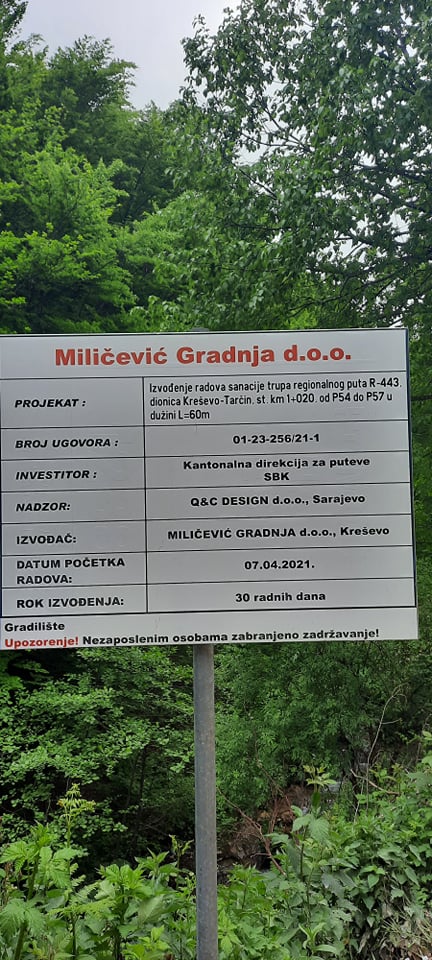 Miličević Gradnja d.o.o.
PROJEKAT :
Izvođenje radova sanacije trupa regionalnog puta R-443,
dionica Kreševo-Tarčin, st. km 1+020, od P54 do P57 u
dužini L=60m
BROJ UGOVORA :
01-23-256/21-1
INVESTITOR :
Kantonalna direkcija za puteve
SBK
NADZOR:
Q&C DESIGN d.o.o., Sarajevo
IZVOĐAČ:
MILIČEVIĆ GRADNJA d.o.o., Kreševo
DATUM POČETKA
RADOVA:
07.04.2021.
ROK IZVOĐENJA:
30 radnih dana
Gradilište
Upozorenje! Nezaposlenim osobama zabranjeno zadržavanje!